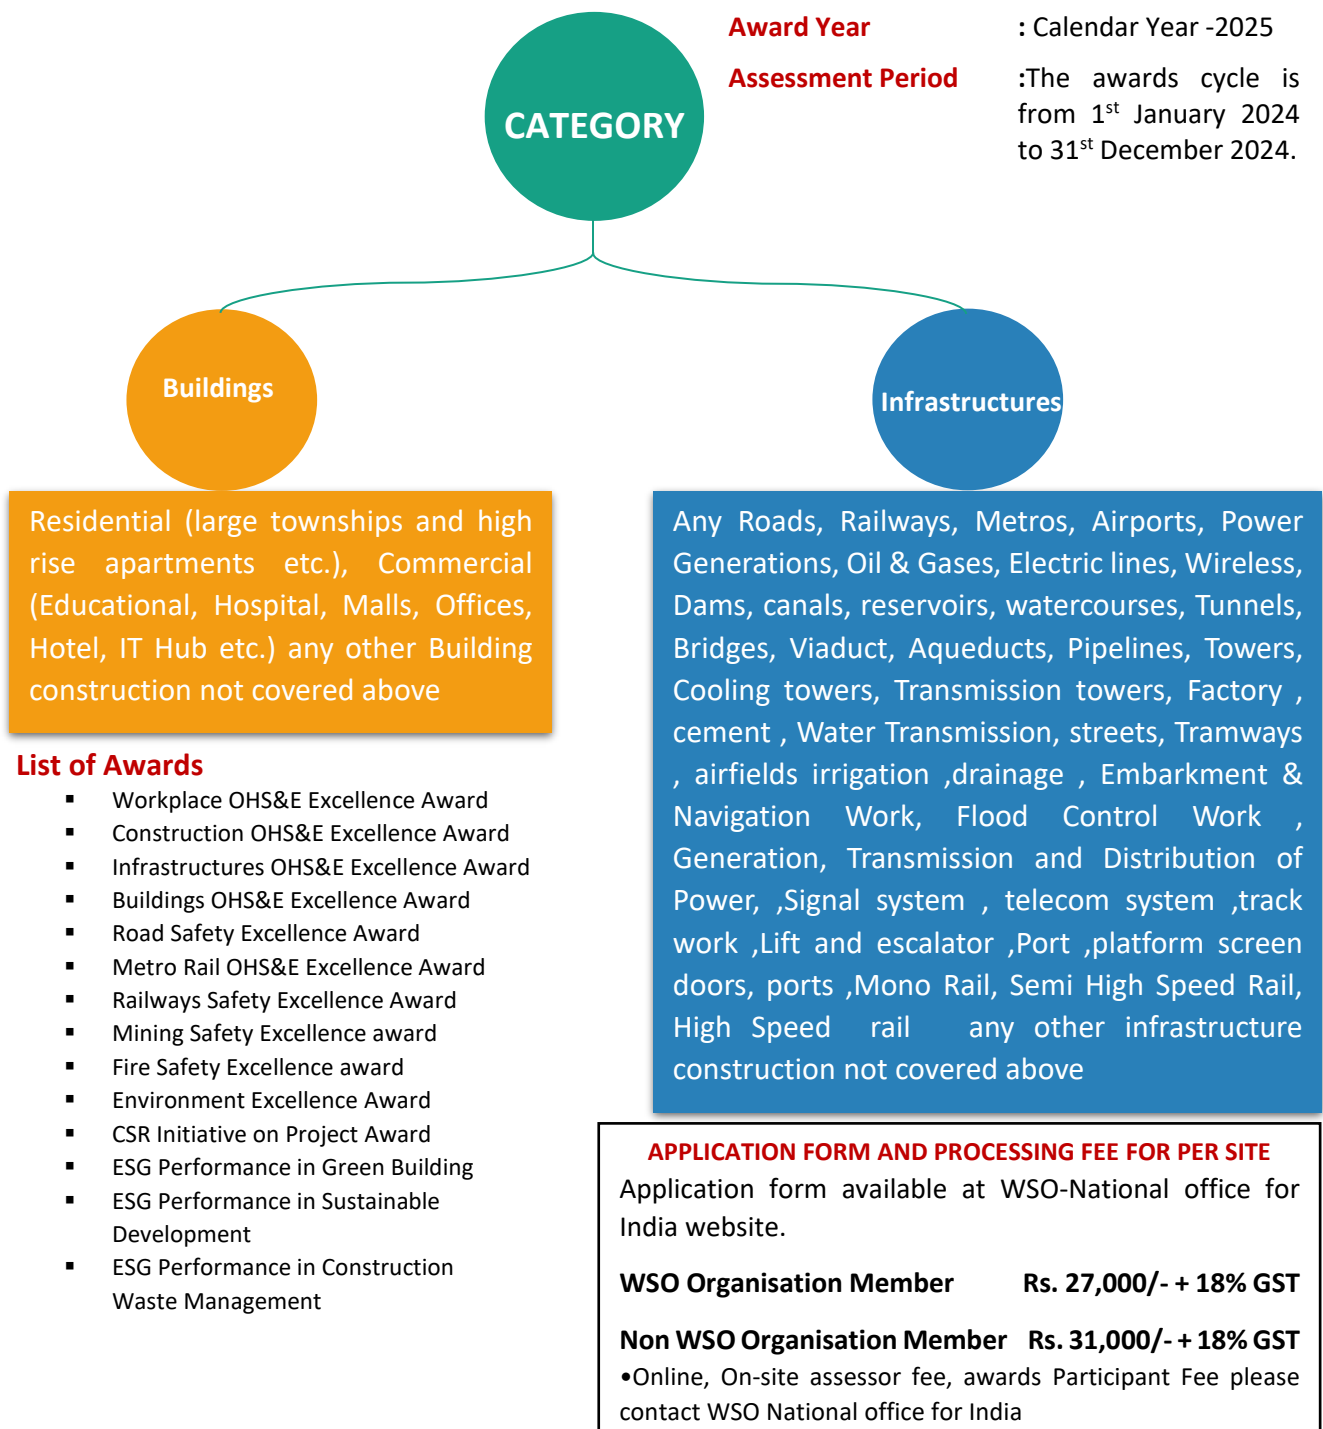 Award Year : Calendar Year -2025
Assessment Period :The awards cycle is
from 1st January 2024
to 31st December 2024.
CATEGORY
Buildings
Infrastructures
Residential (large townships and high
rise apartments etc.), Commercial
(Educational, Hospital, Malls, Offices,
Hotel, IT Hub etc.) any other Building
construction not covered above
Any Roads, Railways, Metros, Airports, Power
Generations, Oil & Gases, Electric lines, Wireless,
Dams, canals, reservoirs, watercourses, Tunnels,
Bridges, Viaduct, Aqueducts, Pipelines, Towers,
Cooling towers, Transmission towers, Factory ,
cement , Water Transmission, streets, Tramways
, airfields irrigation ,drainage , Embarkment &
Navigation Work, Flood Control Work ,
Generation, Transmission and Distribution of
Power, ,Signal system , telecom system ,track
work ,Lift and escalator ,Port ,platform screen
doors, ports ,Mono Rail, Semi High Speed Rail,
High Speed rail any other infrastructure
construction not covered above
List of Awards
▪ Workplace OHS&E Excellence Award
▪ Construction OHS&E Excellence Award
▪ Infrastructures OHS&E Excellence Award
▪ Buildings OHS&E Excellence Award
▪ Road Safety Excellence Award
▪ Metro Rail OHS&E Excellence Award
▪ Railways Safety Excellence Award
▪ Mining Safety Excellence award
▪ Fire Safety Excellence award
▪ Environment Excellence Award
▪ CSR Initiative on Project Award
▪ ESG Performance in Green Building
▪ ESG Performance in Sustainable
Development
▪ ESG Performance in Construction
Waste Management
APPLICATION FORM AND PROCESSING FEE FOR PER SITE
Application form available at WSO-National office for
India website.
WSO Organisation Member Rs. 27,000/- + 18% GST
Non WSO Organisation Member Rs. 31,000/- + 18% GST
•Online, On-site assessor fee, awards Participant Fee please
contact WSO National office for India